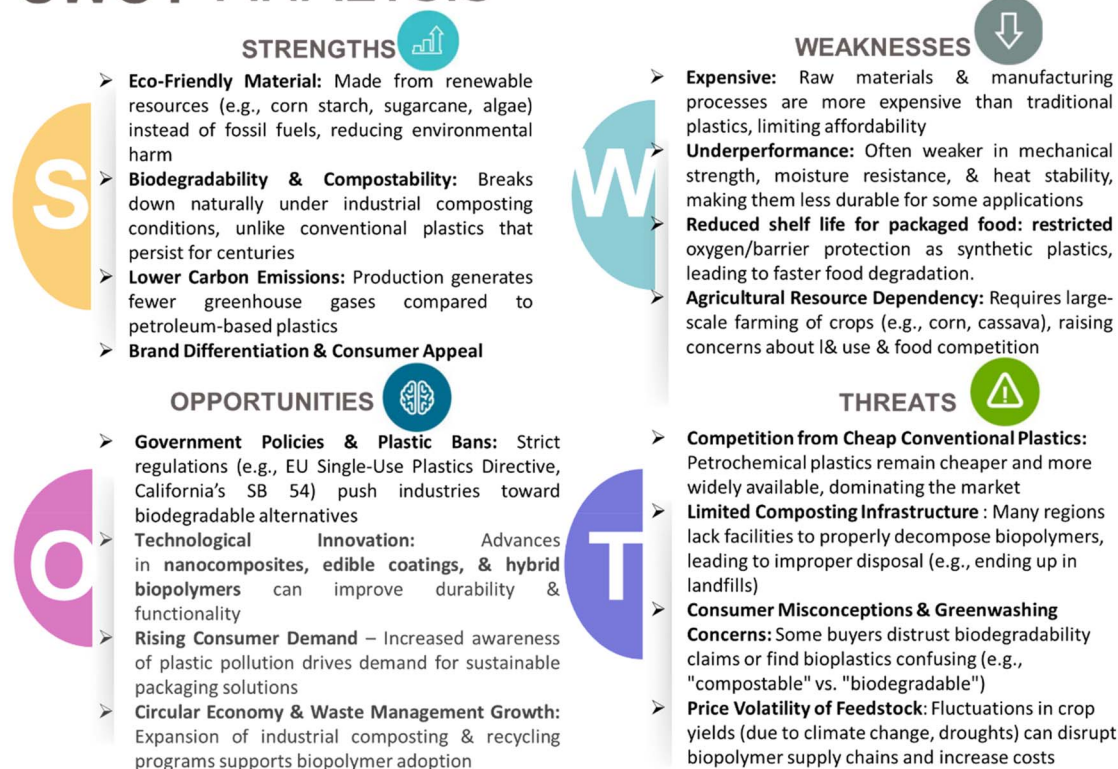 SWOT ANALYSIS
STRENGTHS
➢ Eco-Friendly Material: Made from renewable
resources (e.g., corn starch, sugarcane, algae)
instead of fossil fuels, reducing environmental
harm
➢ Biodegradability & Compostability: Breaks
down naturally under industrial composting
conditions, unlike conventional plastics that
persist for centuries
➢ Lower Carbon Emissions: Production generates
fewer greenhouse gases compared to
petroleum-based plastics
➢ Brand Differentiation & Consumer Appeal
S
WEAKNESSES
➢ Expensive: Raw materials & manufacturing
processes are more expensive than traditional
plastics, limiting affordability
➢ Underperformance: Often weaker in mechanical
strength, moisture resistance, & heat stability,
making them less durable for some applications
➢ Reduced shelf life for packaged food: restricted
oxygen/barrier protection as synthetic plastics,
leading to faster food degradation.
➢ Agricultural Resource Dependency: Requires large-
scale farming of crops (e.g., corn, cassava), raising
concerns about l& use & food competition
W
OPPORTUNITIES
➢ Government Policies & Plastic Bans: Strict
regulations (e.g., EU Single-Use Plastics Directive,
California's SB 54) push industries toward
biodegradable alternatives
➢ Technological Innovation: Advances
in nanocomposites, edible coatings, & hybrid
biopolymers can improve durability &
functionality
➢ Rising Consumer Demand – Increased awareness
of plastic pollution drives demand for sustainable
packaging solutions
➢ Circular Economy & Waste Management Growth:
Expansion of industrial composting & recycling
programs supports biopolymer adoption
O
THREATS
➢ Competition from Cheap Conventional Plastics:
Petrochemical plastics remain cheaper and more
widely available, dominating the market
➢ Limited Composting Infrastructure : Many regions
lack facilities to properly decompose biopolymers,
leading to improper disposal (e.g., ending up in
landfills)
➢ Consumer Misconceptions & Greenwashing
Concerns: Some buyers distrust biodegradability
claims or find bioplastics confusing (e.g.,
"compostable" vs. "biodegradable")
➢ Price Volatility of Feedstock: Fluctuations in crop
yields (due to climate change, droughts) can disrupt
biopolymer supply chains and increase costs
T